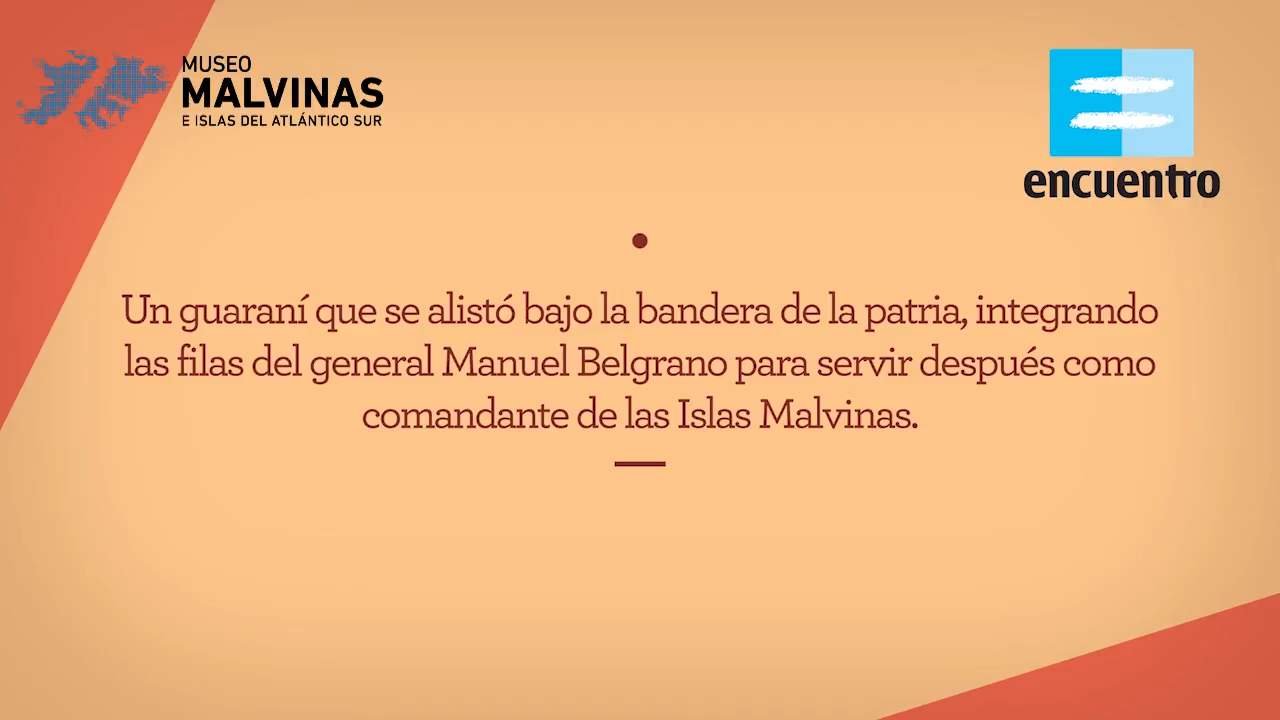 MUSEO
MALVINAS
E ISLAS DEL ATLÁNTICO SUR
encuentro
Un guaraní que se alistó bajo la bandera de la patria, integrando
las filas del general Manuel Belgrano para servir después como
comandante de las Islas Malvinas.